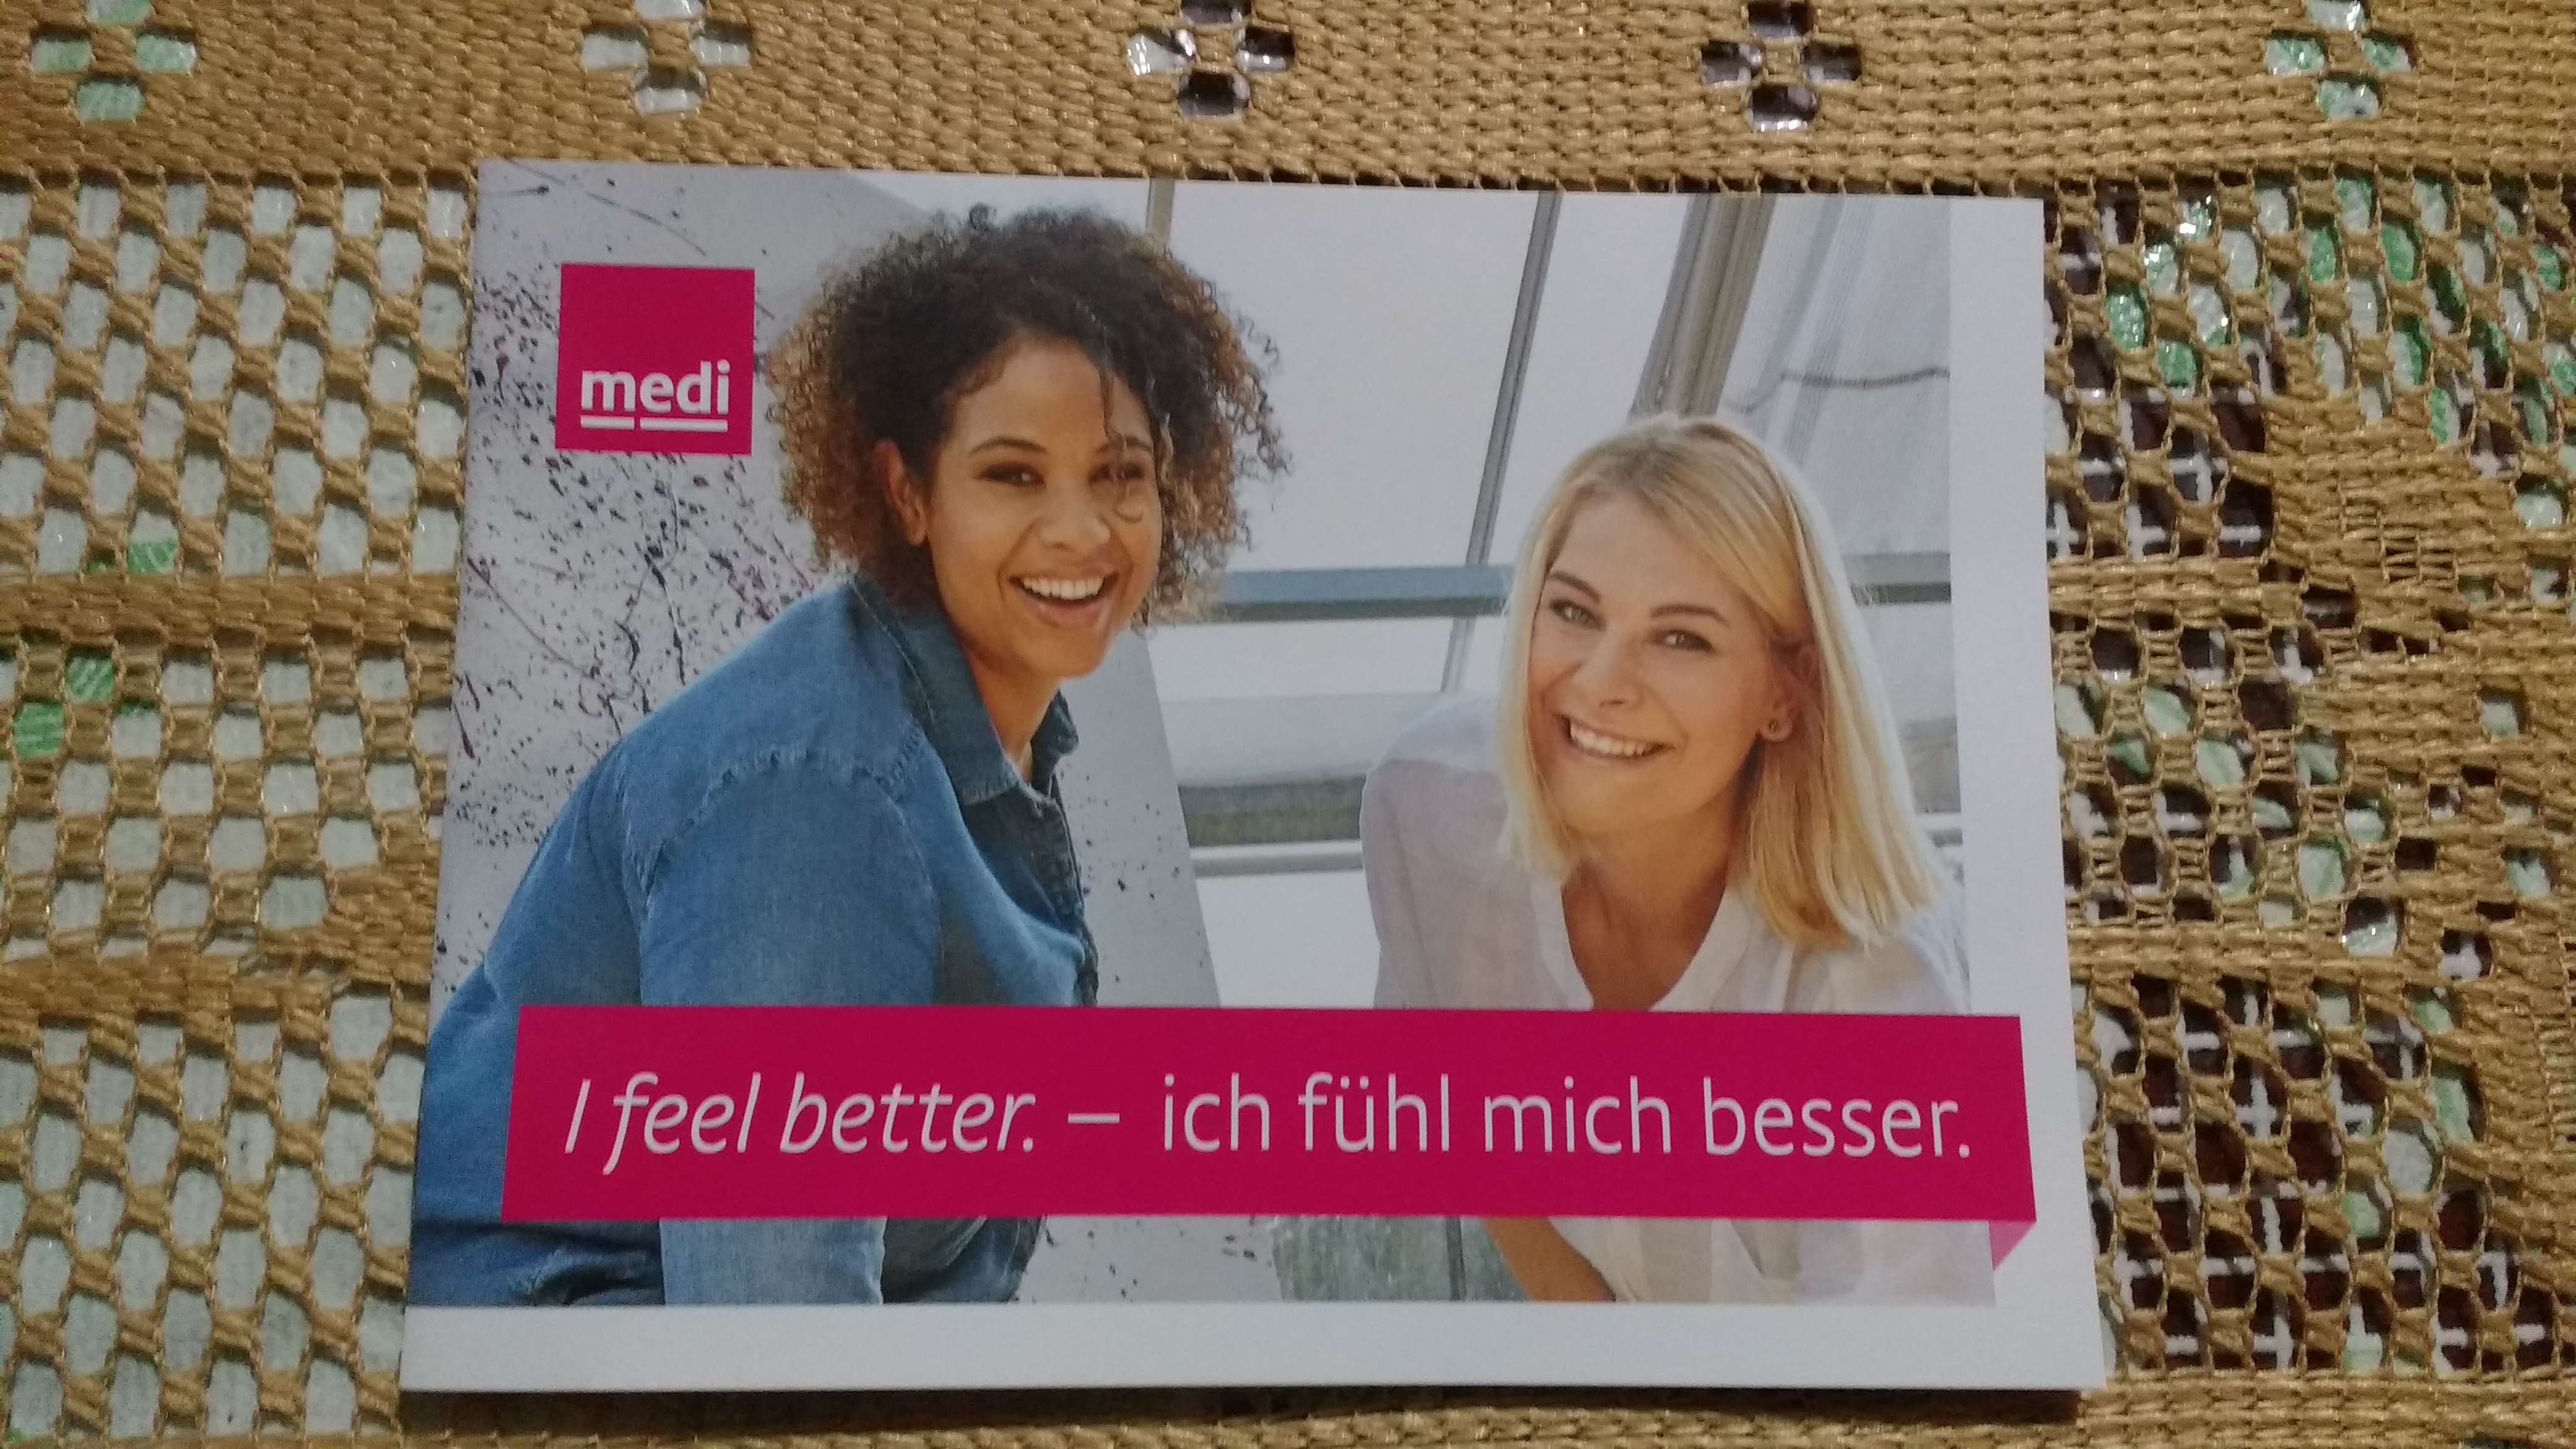 medi
I feel better. – ich fühl mich besser.